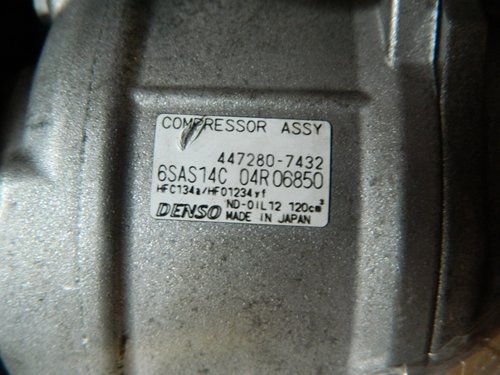 COMPRESSOR ASSY
447280-7432
6SAS14C 04R06850
HFC134a/HFO1234yf
ND-OIL12 120cm³
DENSO MADE IN JAPAN